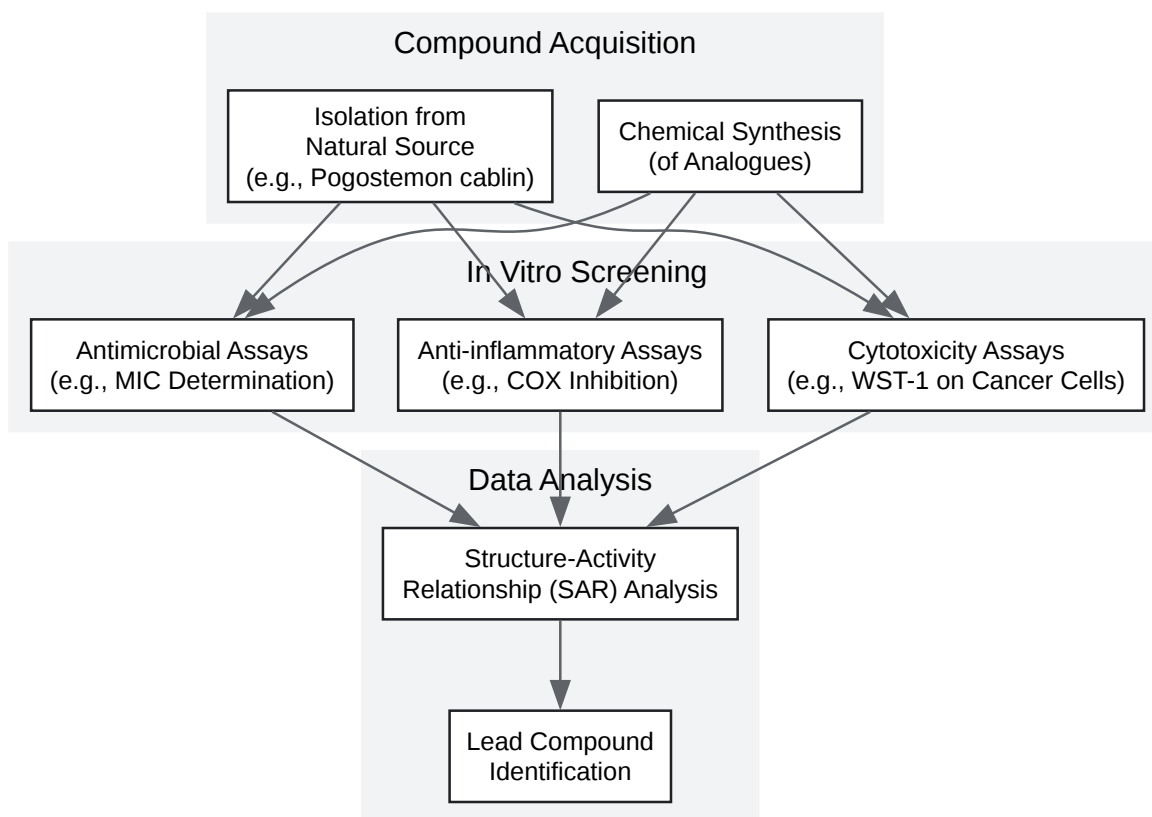 Compound Acquisition
Isolation from
Natural Source
(e.g., Pogostemon cablin)
Chemical Synthesis
(of Analogues)
In Vitro Screening
Antimicrobial Assays
(e.g., MIC Determination)
Anti-inflammatory Assays
(e.g., COX Inhibition)
Cytotoxicity Assays
(e.g., WST-1 on Cancer Cells)
Data Analysis
Structure-Activity
Relationship (SAR) Analysis
Lead Compound
Identification